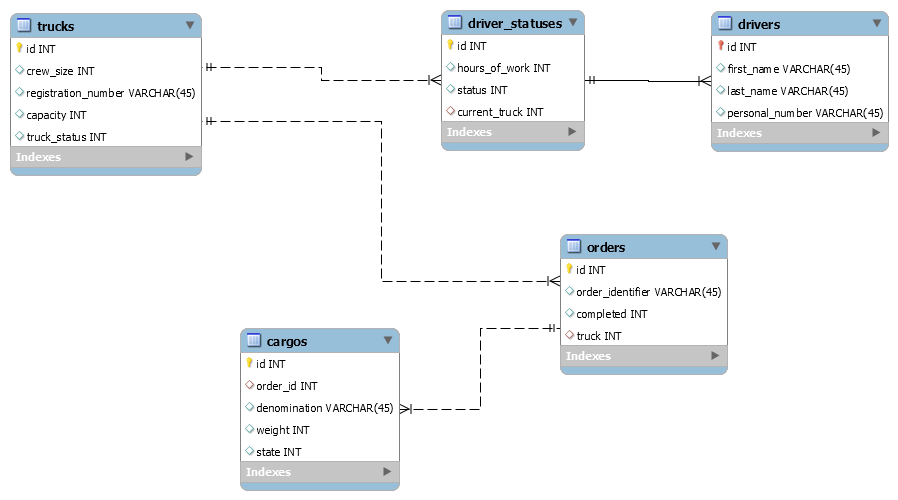 trucks
id INT
crew_size INT
registration_number VARCHAR(45)
capacity INT
truck_status INT
Indexes
driver_statuses
id INT
hours_of_work INT
status INT
current_truck INT
Indexes
drivers
id INT
first_name VARCHAR(45)
last_name VARCHAR(45)
personal_number VARCHAR(45)
Indexes
orders
id INT
order_identifier VARCHAR(45)
completed INT
truck INT
Indexes
cargos
id INT
order_id INT
denomination VARCHAR(45)
weight INT
state INT
Indexes